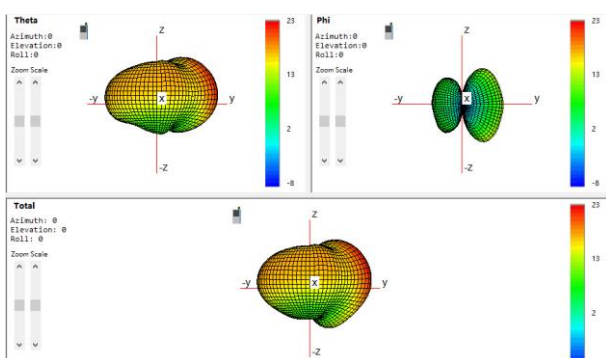 Theta
Azimuth:0
Elevation:0
Roll:0
Zoom Scale
Z
-y
X
y
-Z
23
13
2
-8
Phi
Azimuth:0
Elevation:0
Roll:0
Zoom Scale
Z
-y
X
y
-Z
23
13
2
-8
Total
Azimuth: 0
Elevation: 0
Roll: 0
Zoom Scale
Z
-y
X
y
-Z
23
13
2